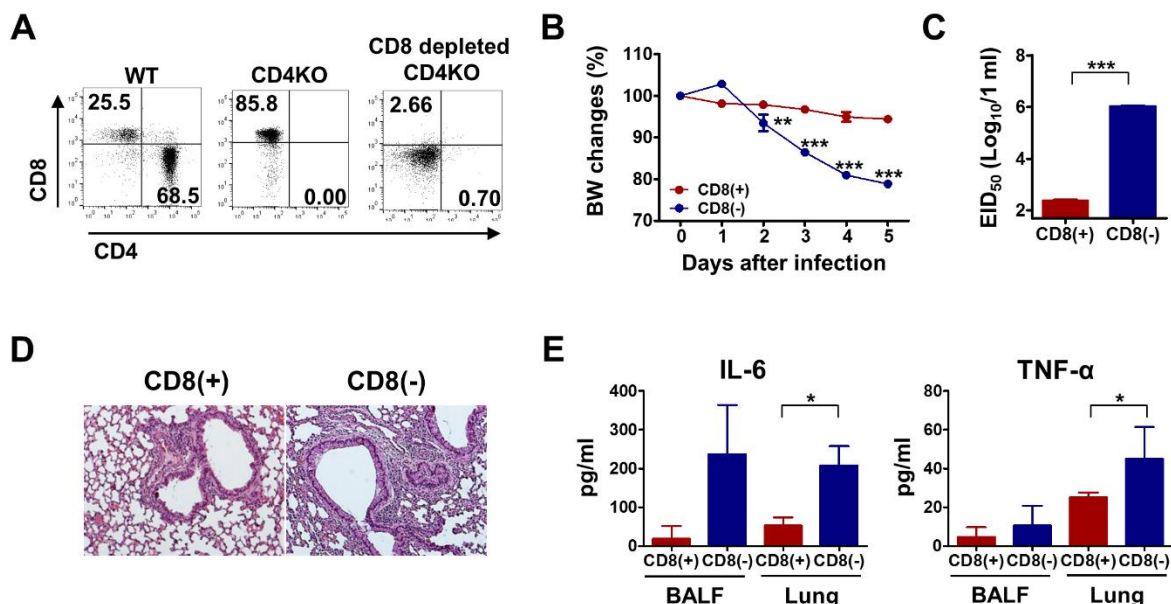 A
WT
CD4KO
CD8 depleted
CD4KO
25.5
68.5
85.8
0.00
2.66
0.70
CD8
CD4
B
BW changes (%)
110
100
90
80
70
CD8(+)
CD8(-)
**
***
***
***
0 1 2 3 4 5
Days after infection
C
EID50 (Log10/1 ml)
8
6
4
2
***
CD8(+) CD8(-)
D
CD8(+) CD8(-)
E
IL-6
pg/ml
400
300
200
100
0
*
CD8(+) CD8(-) CD8(+) CD8(-)
BALF Lung
TNF-α
pg/ml
80
60
40
20
0
*
CD8(+) CD8(-) CD8(+) CD8(-)
BALF Lung